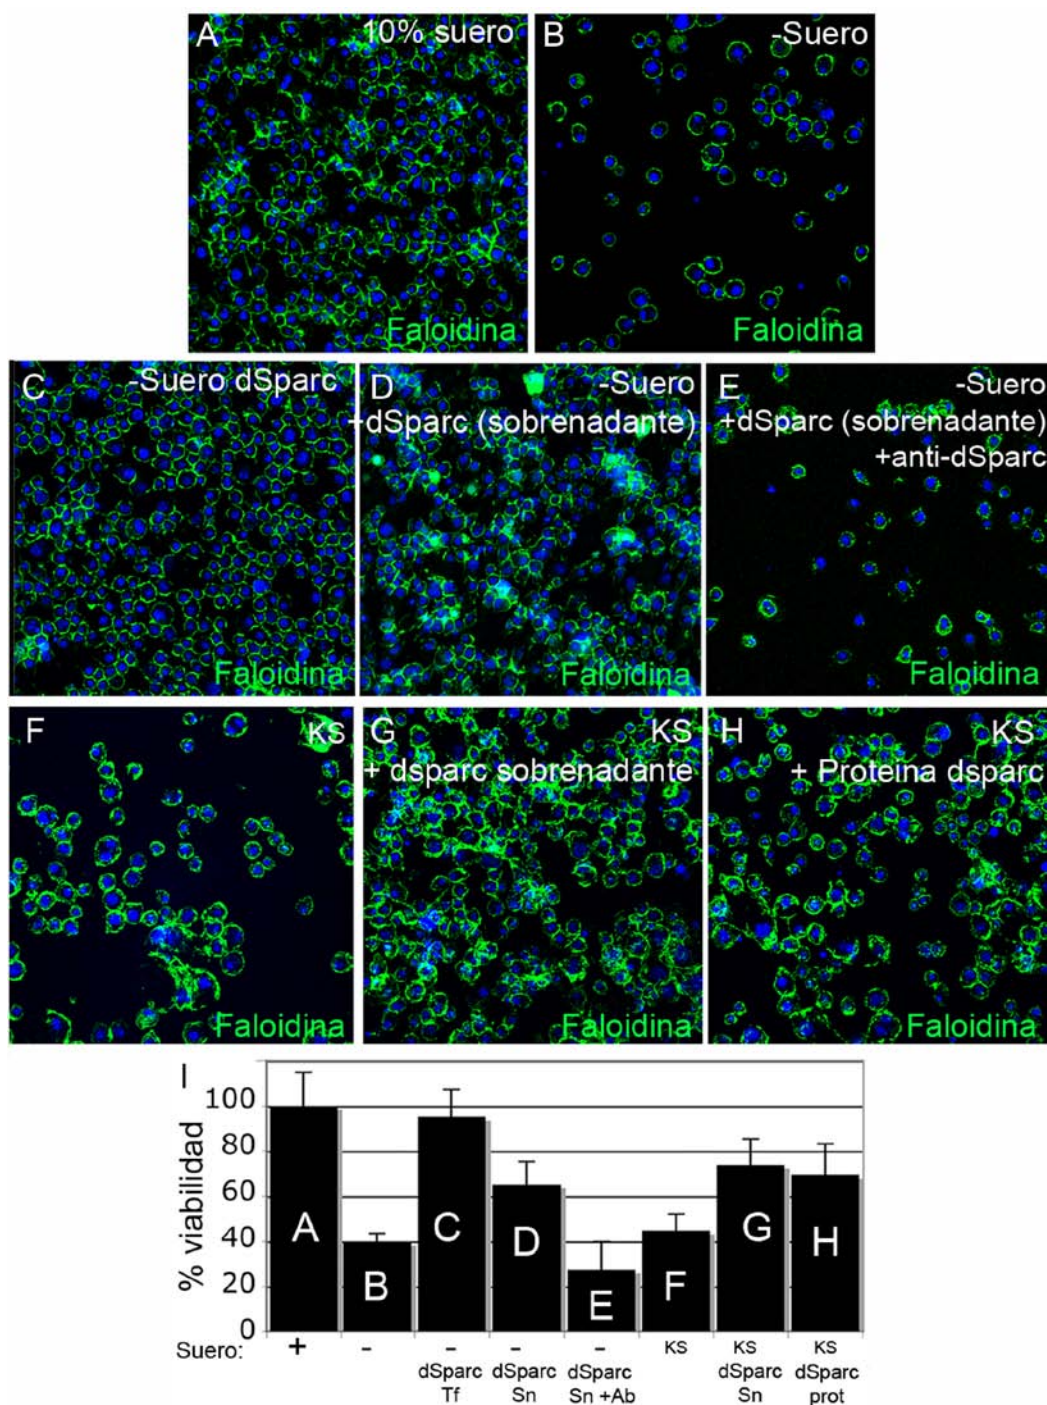 A 10% suero
Faloidina
B -Suero
Faloidina
C -Suero dSparc
Faloidina
D -Suero
+dSparc (sobrenadante)
Faloidina
E -Suero
+dSparc (sobrenadante)
+anti-dSparc
Faloidina
F KS
Faloidina
G KS
+ dsparc sobrenadante
Faloidina
H KS
+ Proteina dsparc
Faloidina
I
% viabilidad
100
80
60
40
20
0
A B C D E F G H
Suero: + - - - - KS KS KS
dSparc dSparc dSparc dSparc dSparc
Tf Sn Sn +Ab Sn prot